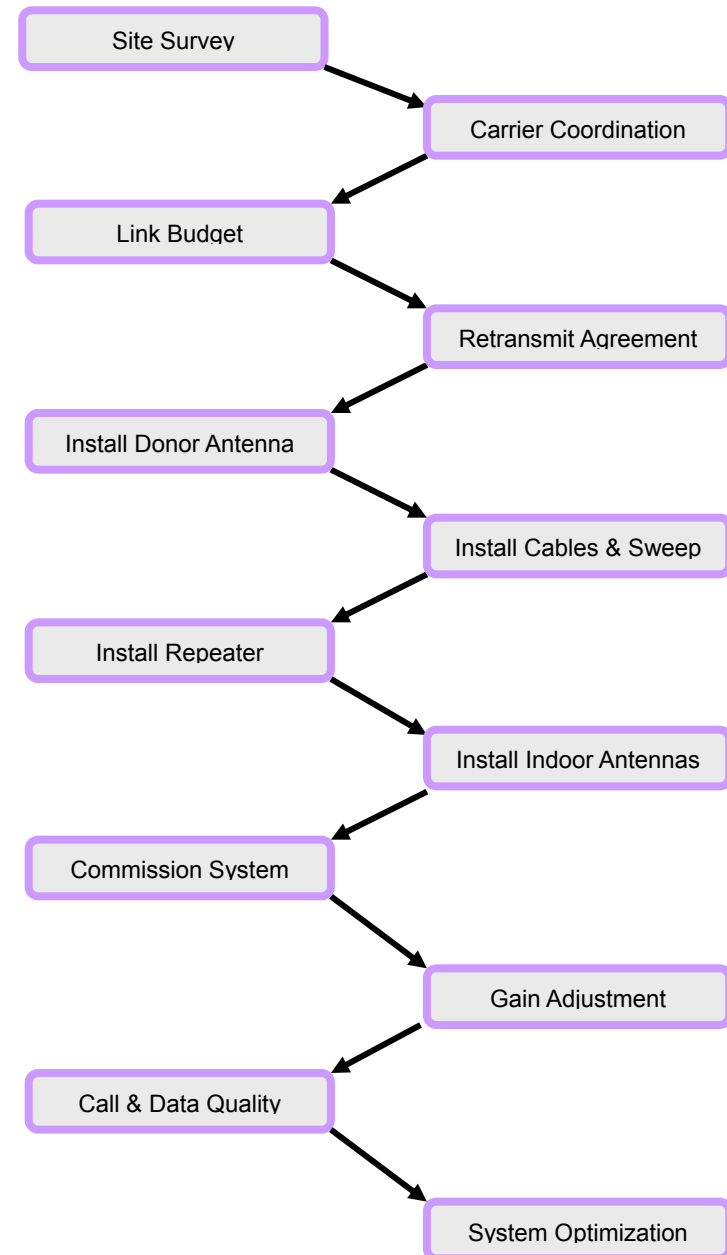 Site Survey
Carrier Coordination
Link Budget
Retransmit Agreement
Install Donor Antenna
Install Cables & Sweep
Install Repeater
Install Indoor Antennas
Commission System
Gain Adjustment
Call & Data Quality
System Optimization